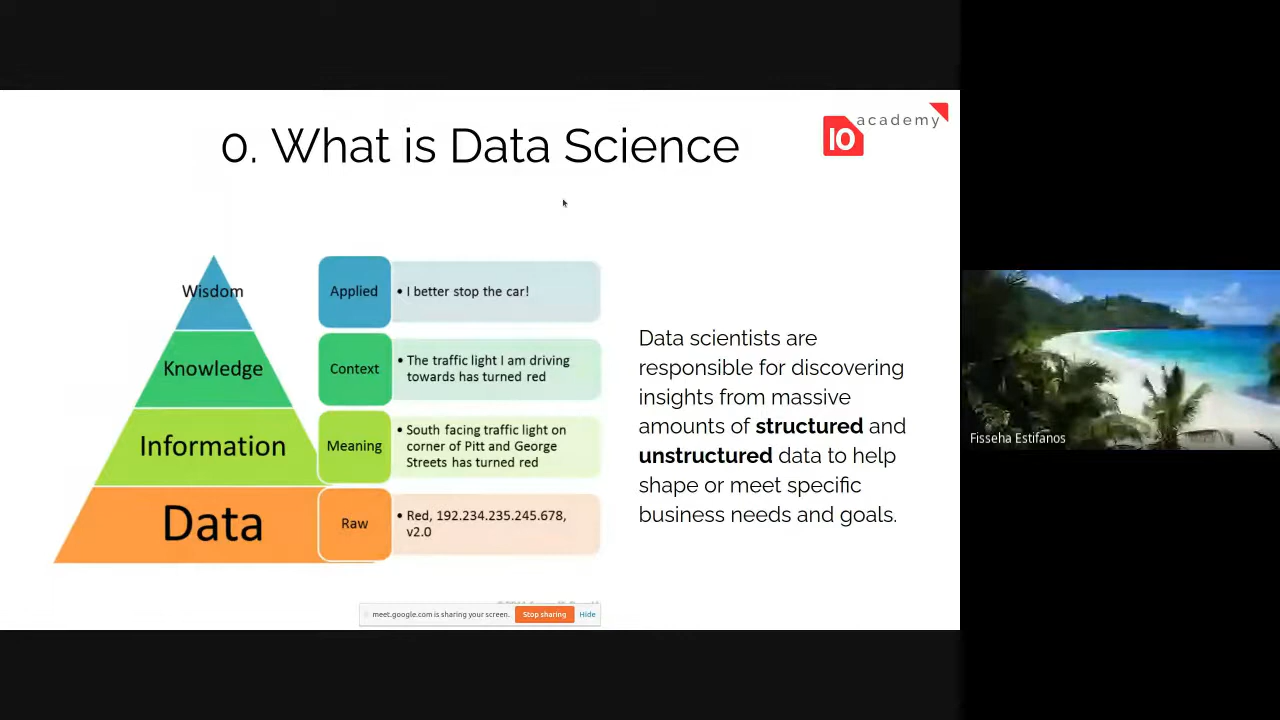 0. What is Data Science
10 academy
Wisdom
Applied
• I better stop the car!
Knowledge
Context
• The traffic light I am driving
towards has turned red
Information
Meaning
• South facing traffic light on
corner of Pitt and George
Streets has turned red
Data
Raw
• Red, 192.234.235.245.678,
v2.0
Data scientists are
responsible for discovering
insights from massive
amounts of structured and
unstructured data to help
shape or meet specific
business needs and goals.
meet.google.com is sharing your screen.
Stop sharing
Hide
Fisseha Estifanos